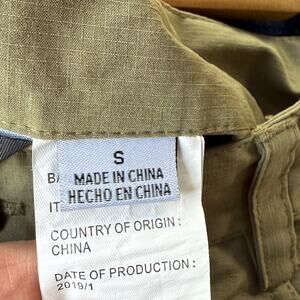 S
MADE IN CHINA
HECHO EN CHINA
COUNTRY OF ORIGIN :
CHINA
DATE OF PRODUCTION :
2019/1